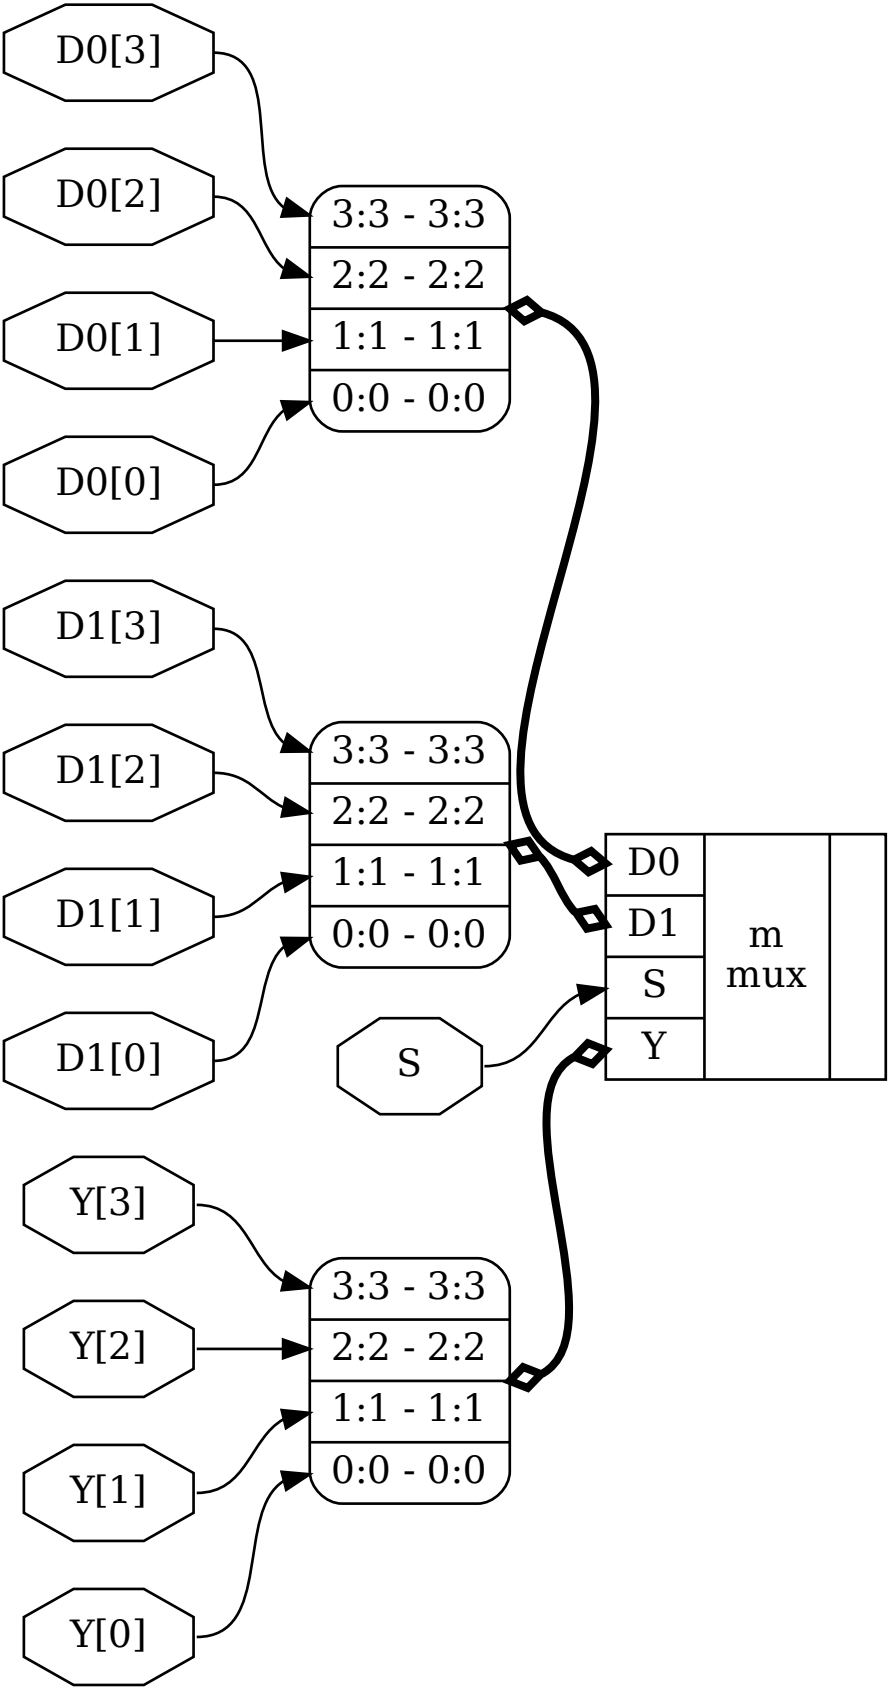 D0[3]
D0[2]
D0[1]
D0[0]
3:3 - 3:3
2:2 - 2:2
1:1 - 1:1
0:0 - 0:0
D1[3]
D1[2]
D1[1]
D1[0]
3:3 - 3:3
2:2 - 2:2
1:1 - 1:1
0:0 - 0:0
S
D0
D1
S
Y
m
mux
Y[3]
Y[2]
Y[1]
Y[0]
3:3 - 3:3
2:2 - 2:2
1:1 - 1:1
0:0 - 0:0